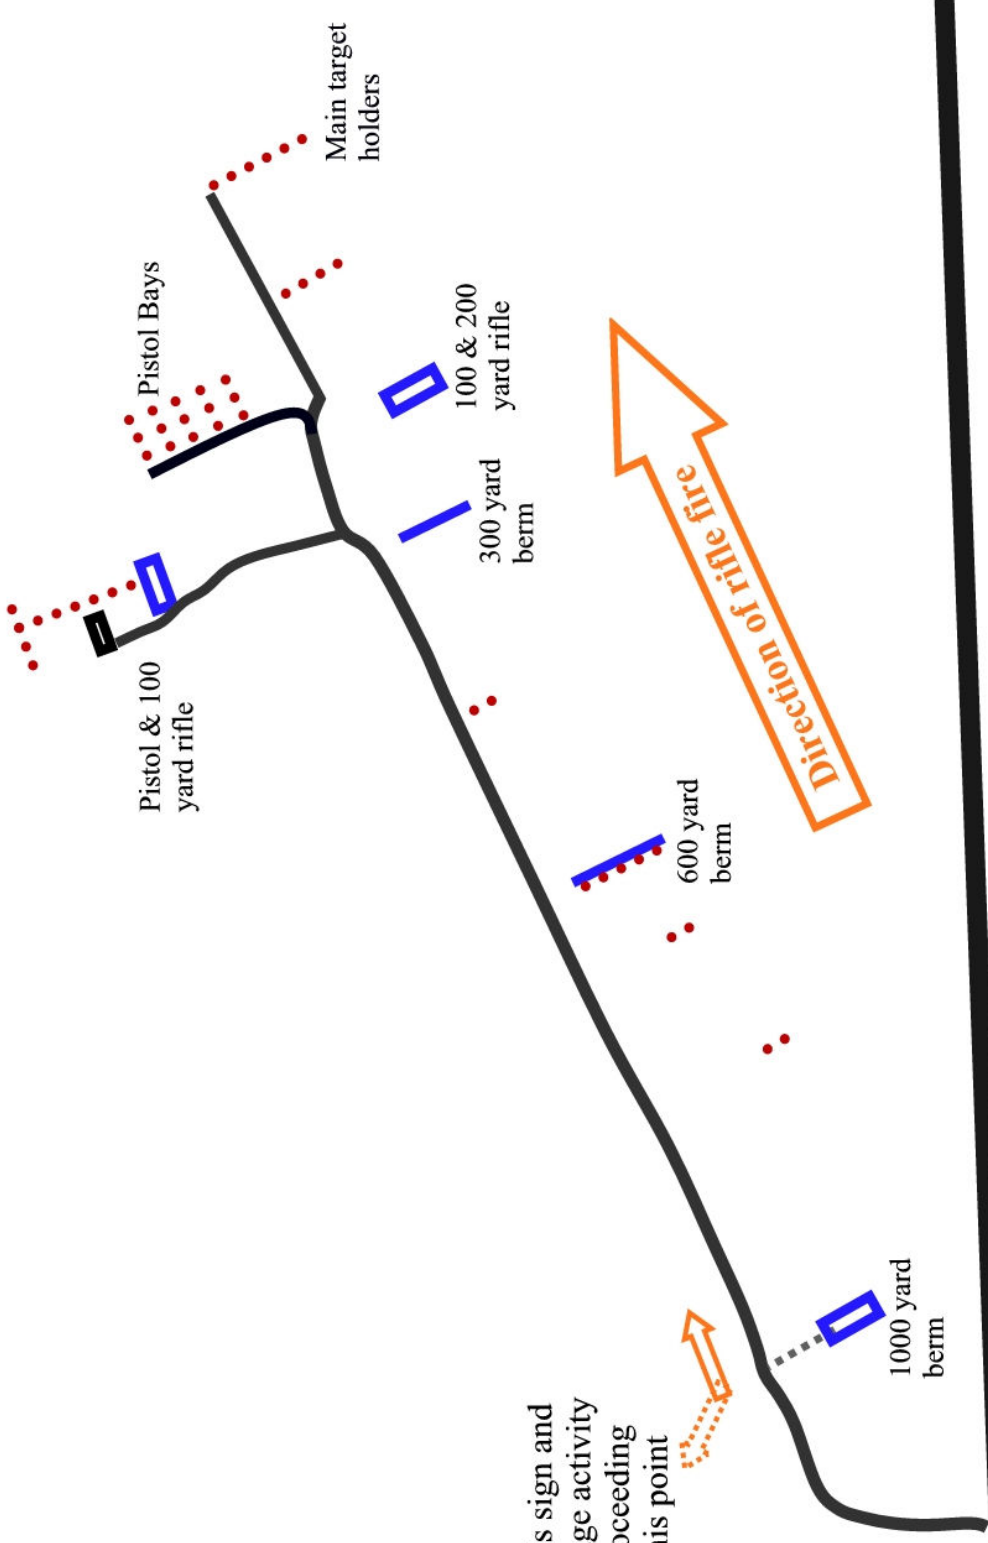 Main target
holders
Pistol Bays
100 & 200
yard rifle
300 yard
berm
Pistol & 100
yard rifle
Direction of rifle fire
600 yard
berm
1000 yard
berm
s sign and
ge activity
oceeding
is point